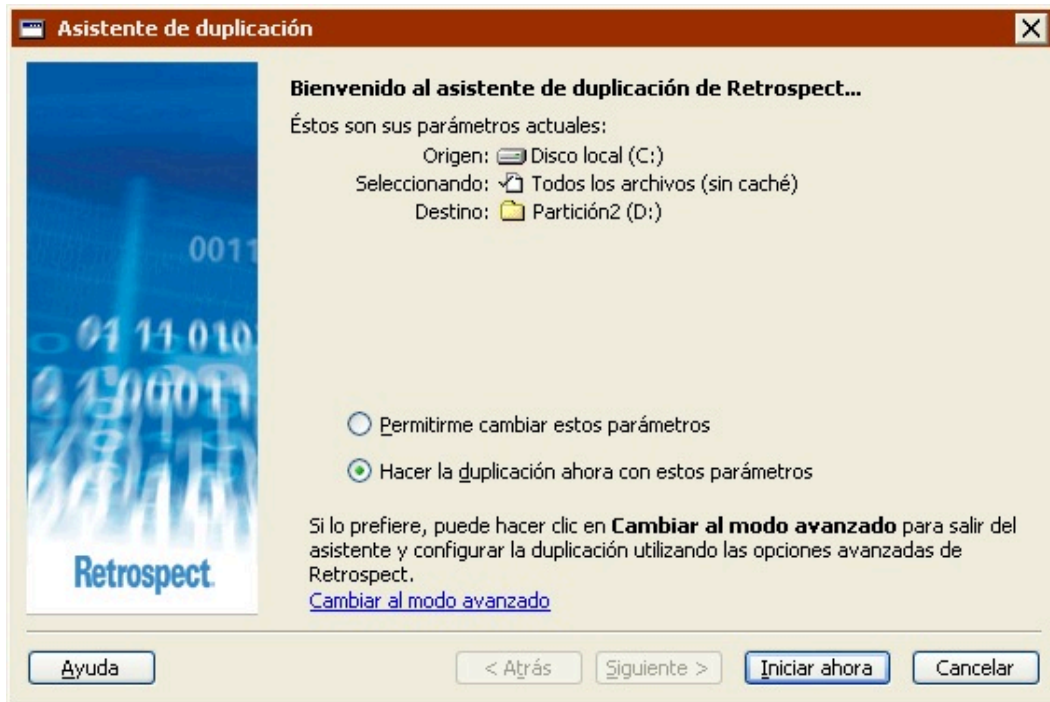 Asistente de duplicación
Bienvenido al asistente de duplicación de Retrospect...
Éstos son sus parámetros actuales:
Origen: Disco local (C:)
Seleccionando: Todos los archivos (sin caché)
Destino: Partición2 (D:)
0011
01 11 010
Retrospect
Permitirme cambiar estos parámetros
Hacer la duplicación ahora con estos parámetros
Si lo prefiere, puede hacer clic en Cambiar al modo avanzado para salir del
asistente y configurar la duplicación utilizando las opciones avanzadas de
Retrospect.
Cambiar al modo avanzado
Ayuda
< Atrás
Siguiente >
Iniciar ahora
Cancelar